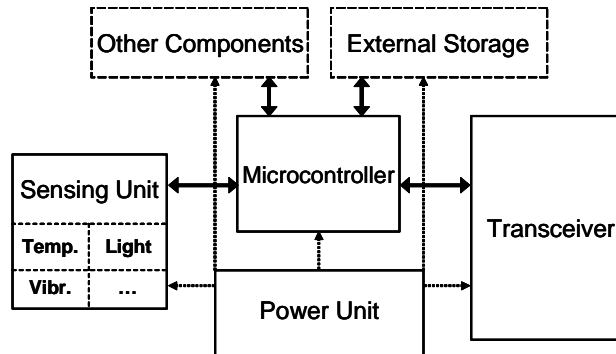 Other Components
External Storage
Microcontroller
Sensing Unit
Temp.
Light
Vibr.
...
Transceiver
Power Unit